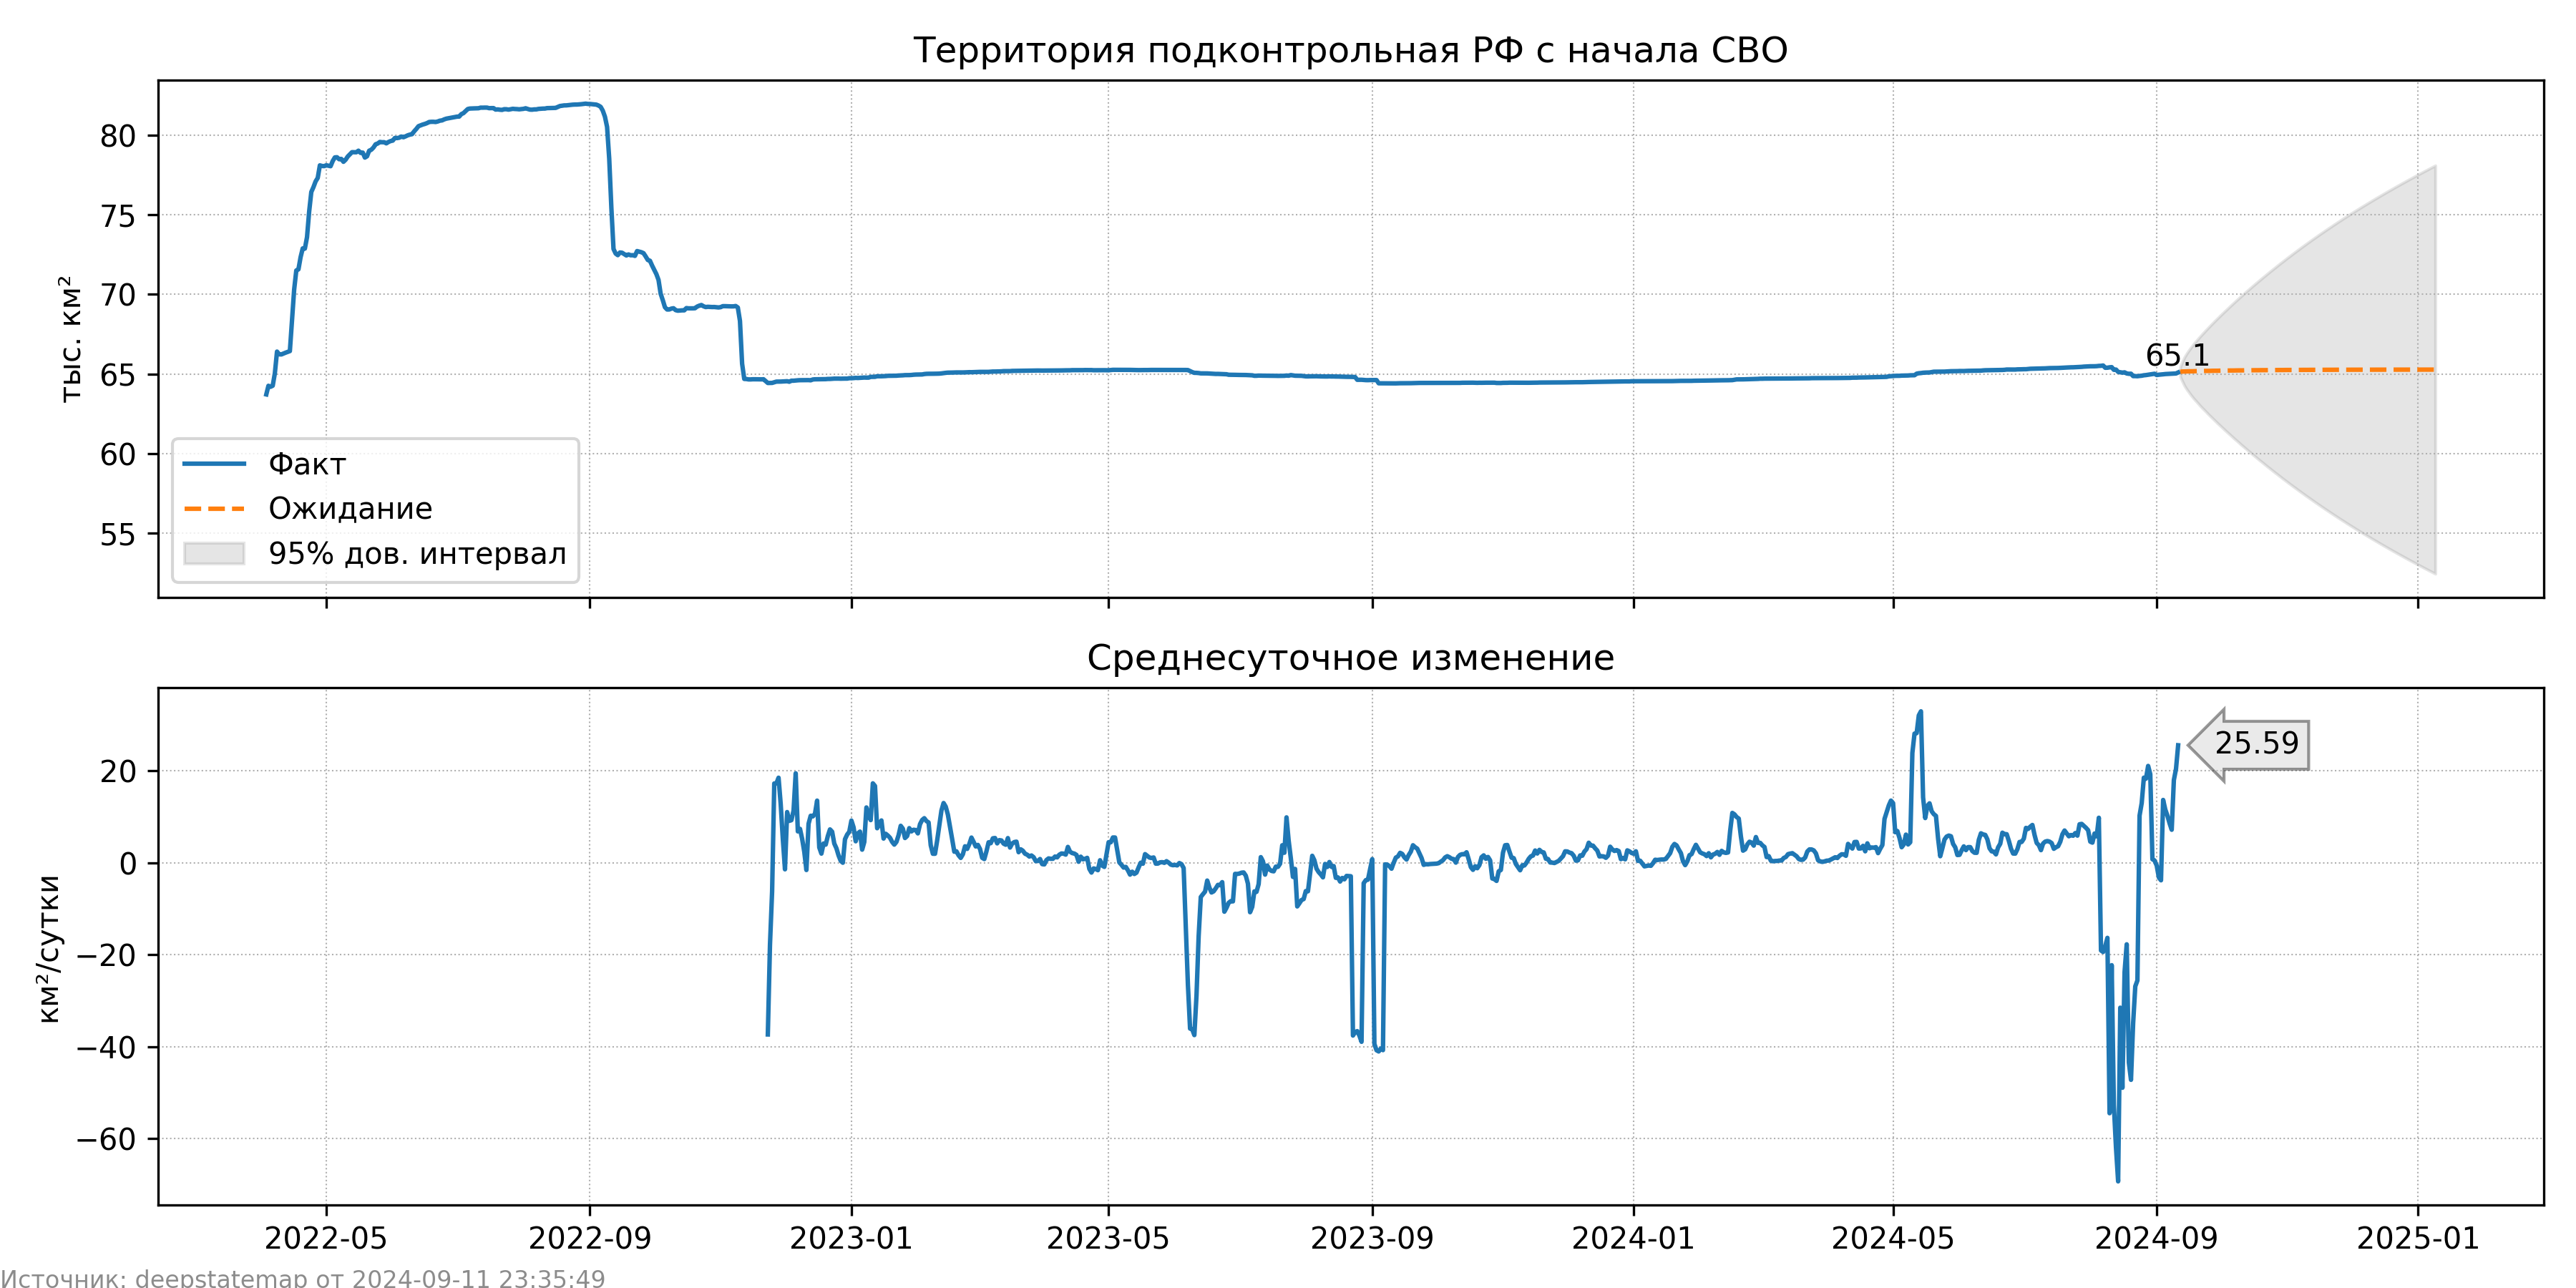 Территория подконтрольная РФ с начала СВО
тыс. км²
80
75
70
65
60
55
65.1
Факт
Ожидание
95% дов. интервал
Среднесуточное изменение
км²/сутки
20
0
−20
−40
−60
25.59
2022-05 2022-09 2023-01 2023-05 2023-09 2024-01 2024-05 2024-09 2025-01
Источник: deepstatemap от 2024-09-11 23:35:49